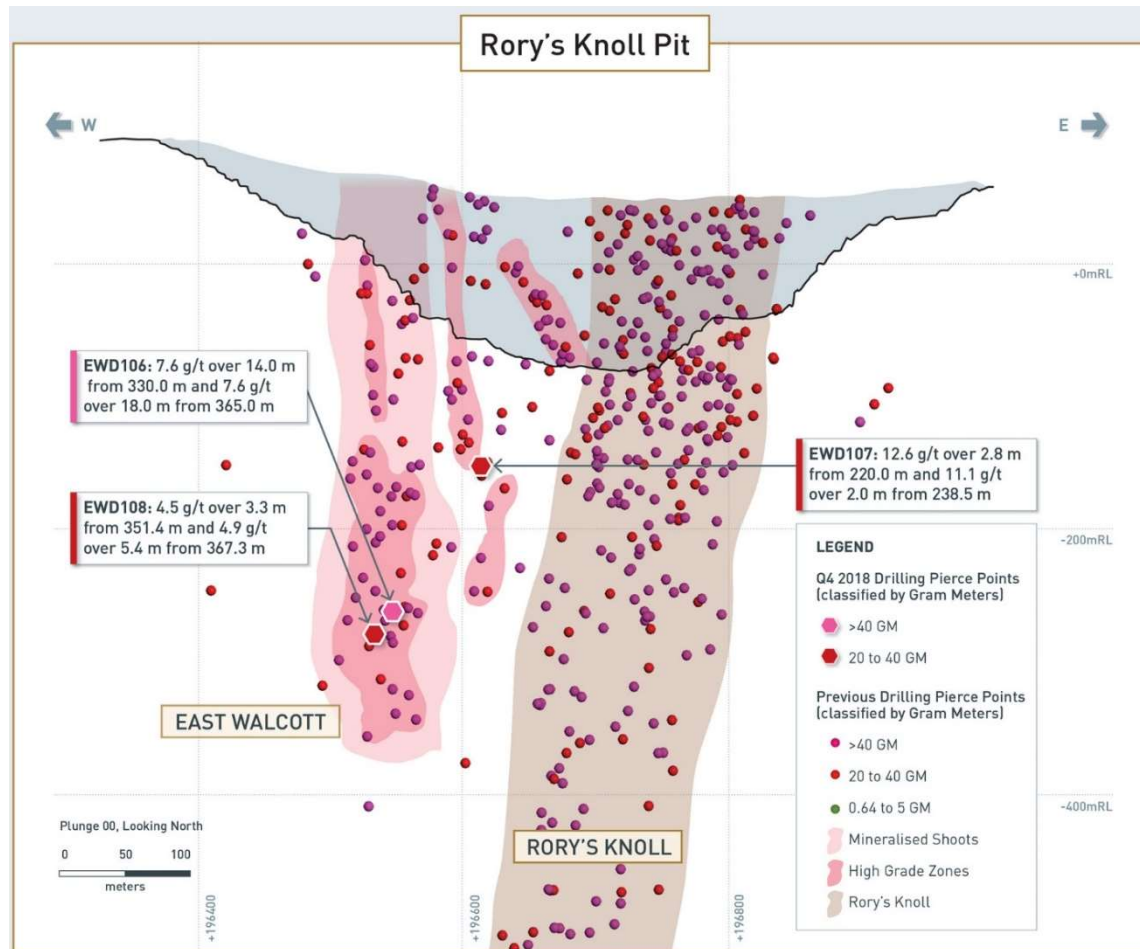 Rory's Knoll Pit
W
E
+0mRL
EWD106: 7.6 g/t over 14.0 m
from 330.0 m and 7.6 g/t
over 18.0 m from 365.0 m
EWD107: 12.6 g/t over 2.8 m
from 220.0 m and 11.1 g/t
over 2.0 m from 238.5 m
EWD108: 4.5 g/t over 3.3 m
from 351.4 m and 4.9 g/t
over 5.4 m from 367.3 m
-200mRL
EAST WALCOTT
-400mRL
Plunge 00, Looking North
0 50 100
meters
RORY'S KNOLL
+196400
+196600
+196800
LEGEND
Q4 2018 Drilling Pierce Points
(classified by Gram Meters)
>40 GM
20 to 40 GM
Previous Drilling Pierce Points
(classified by Gram Meters)
>40 GM
20 to 40 GM
0.64 to 5 GM
Mineralised Shoots
High Grade Zones
Rory's Knoll